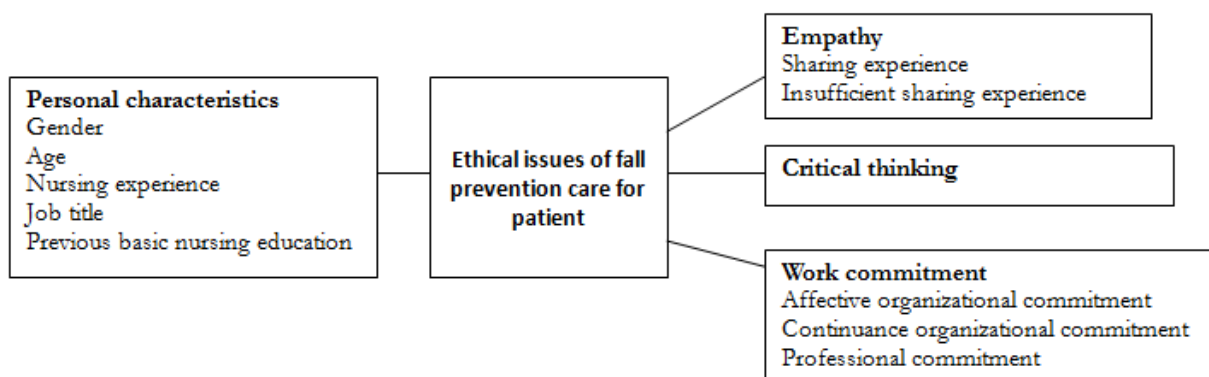 Personal characteristics
Gender
Age
Nursing experience
Job title
Previous basic nursing education
Ethical issues of fall
prevention care for
patient
Empathy
Sharing experience
Insufficient sharing experience
Critical thinking
Work commitment
Affective organizational commitment
Continuance organizational commitment
Professional commitment